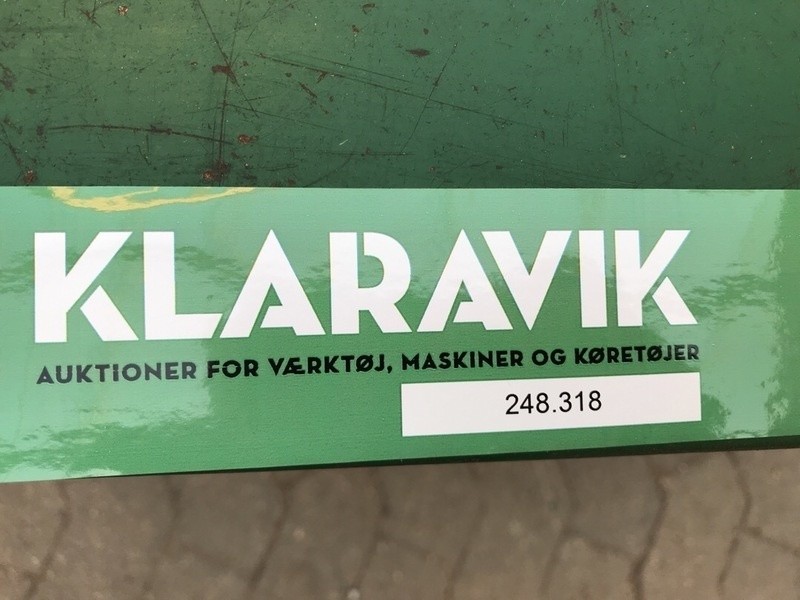 KLARAVIK
AUKTIONER FOR VÆRKTØJ, MASKINER OG KØRETØJER
248.318